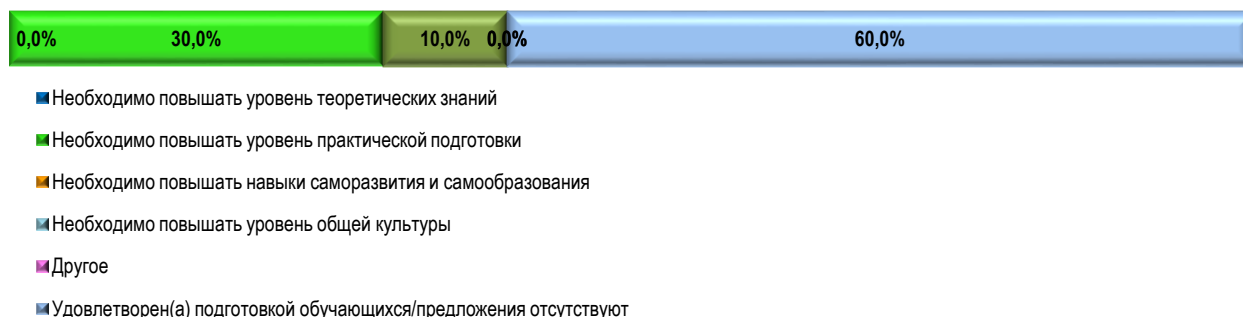 0,0% 30,0% 10,0% 0,0% 60,0%
Необходимо повышать уровень теоретических знаний
Необходимо повышать уровень практической подготовки
Необходимо повышать навыки саморазвития и самообразования
Необходимо повышать уровень общей культуры
Другое
Удовлетворен(а) подготовкой обучающихся/предложения отсутствуют